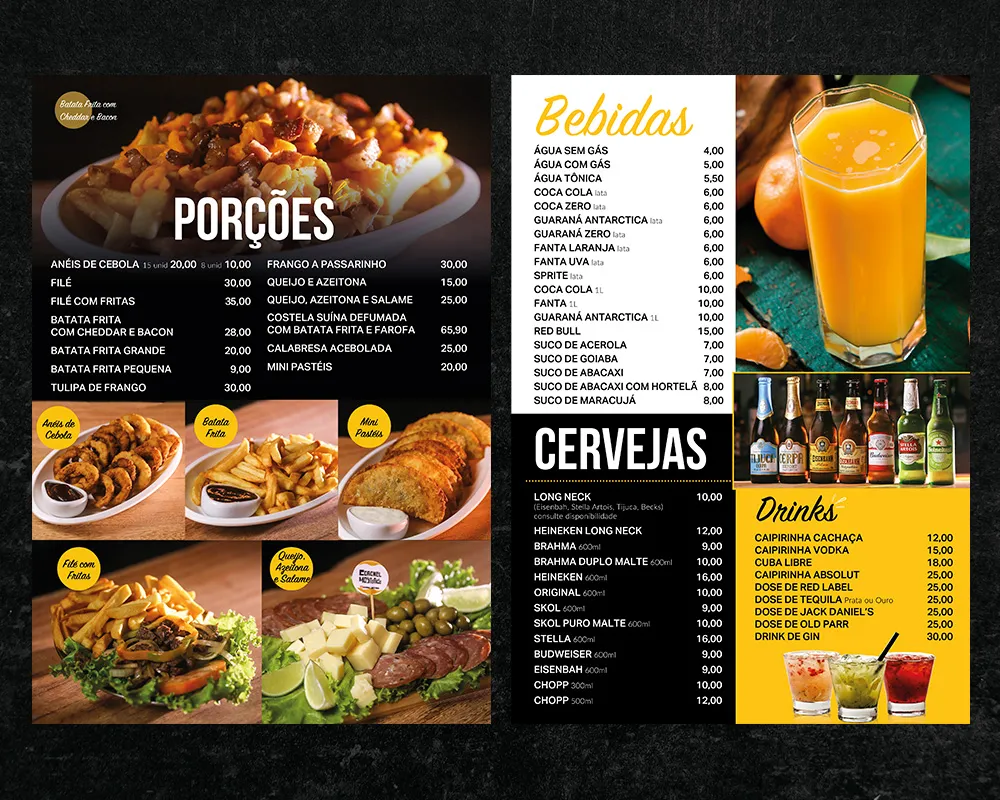 Batata Frita com
Cheddar e Bacon
PORÇÕES
ANÉIS DE CEBOLA 15 unid 20,00 8 unid 10,00
FILÉ 30,00
FILÉ COM FRITAS 35,00
BATATA FRITA
COM CHEDDAR E BACON 28,00
BATATA FRITA GRANDE 20,00
BATATA FRITA PEQUENA 9,00
TULIPA DE FRANGO 30,00
FRANGO A PASSARINHO 30,00
QUEIJO E AZEITONA 15,00
QUEIJO, AZEITONA E SALAME 25,00
COSTELA SUÍNA DEFUMADA
COM BATATA FRITA E FAROFA 65,90
CALABRESA ACEBOLADA 25,00
MINI PASTÉIS 20,00
Anéis de
Cebola
Batata
Frita
Mini
Pastéis
Filé com
Fritas
Queijo,
Azeitona
e Salame
CORONEL
Bebidas
ÁGUA SEM GÁS 4,00
ÁGUA COM GÁS 5,00
ÁGUA TÔNICA 5,50
COCA COLA lata 6,00
COCA ZERO lata 6,00
GUARANÁ ANTARCTICA lata 6,00
GUARANÁ ZERO lata 6,00
FANTA LARANJA lata 6,00
FANTA UVA lata 6,00
SPRITE lata 6,00
COCA COLA 1L 10,00
FANTA 1L 10,00
GUARANÁ ANTARCTICA 1L 10,00
RED BULL 15,00
SUCO DE ACEROLA 7,00
SUCO DE GOIABA 7,00
SUCO DE ABACAXI 7,00
SUCO DE ABACAXI COM HORTELÃ 8,00
SUCO DE MARACUJÁ 8,00
CERVEJAS
LONG NECK 10,00
(Eisenbah, Stella Artois, Tijuca, Becks)
consulte disponibilidade
HEINEKEN LONG NECK 12,00
BRAHMA 600ml 9,00
BRAHMA DUPLO MALTE 600ml 10,00
HEINEKEN 600ml 16,00
ORIGINAL 600ml 10,00
SKOL 600ml 9,00
SKOL PURO MALTE 600ml 10,00
STELLA 600ml 16,00
BUDWEISER 600ml 9,00
EISENBAH 600ml 9,00
CHOPP 300ml 10,00
CHOPP 500ml 12,00
TIJUCA
CERPA
EISENBAHN
Budweiser
STELLA
ARTOIS
Drinks
CAIPIRINHA CACHAÇA 12,00
CAIPIRINHA VODKA 15,00
CUBA LIBRE 18,00
CAIPIRINHA ABSOLUT 25,00
DOSE DE RED LABEL 25,00
DOSE DE TEQUILA Prata ou Ouro 25,00
DOSE DE JACK DANIEL'S 25,00
DOSE DE OLD PARR 25,00
DRINK DE GIN 30,00